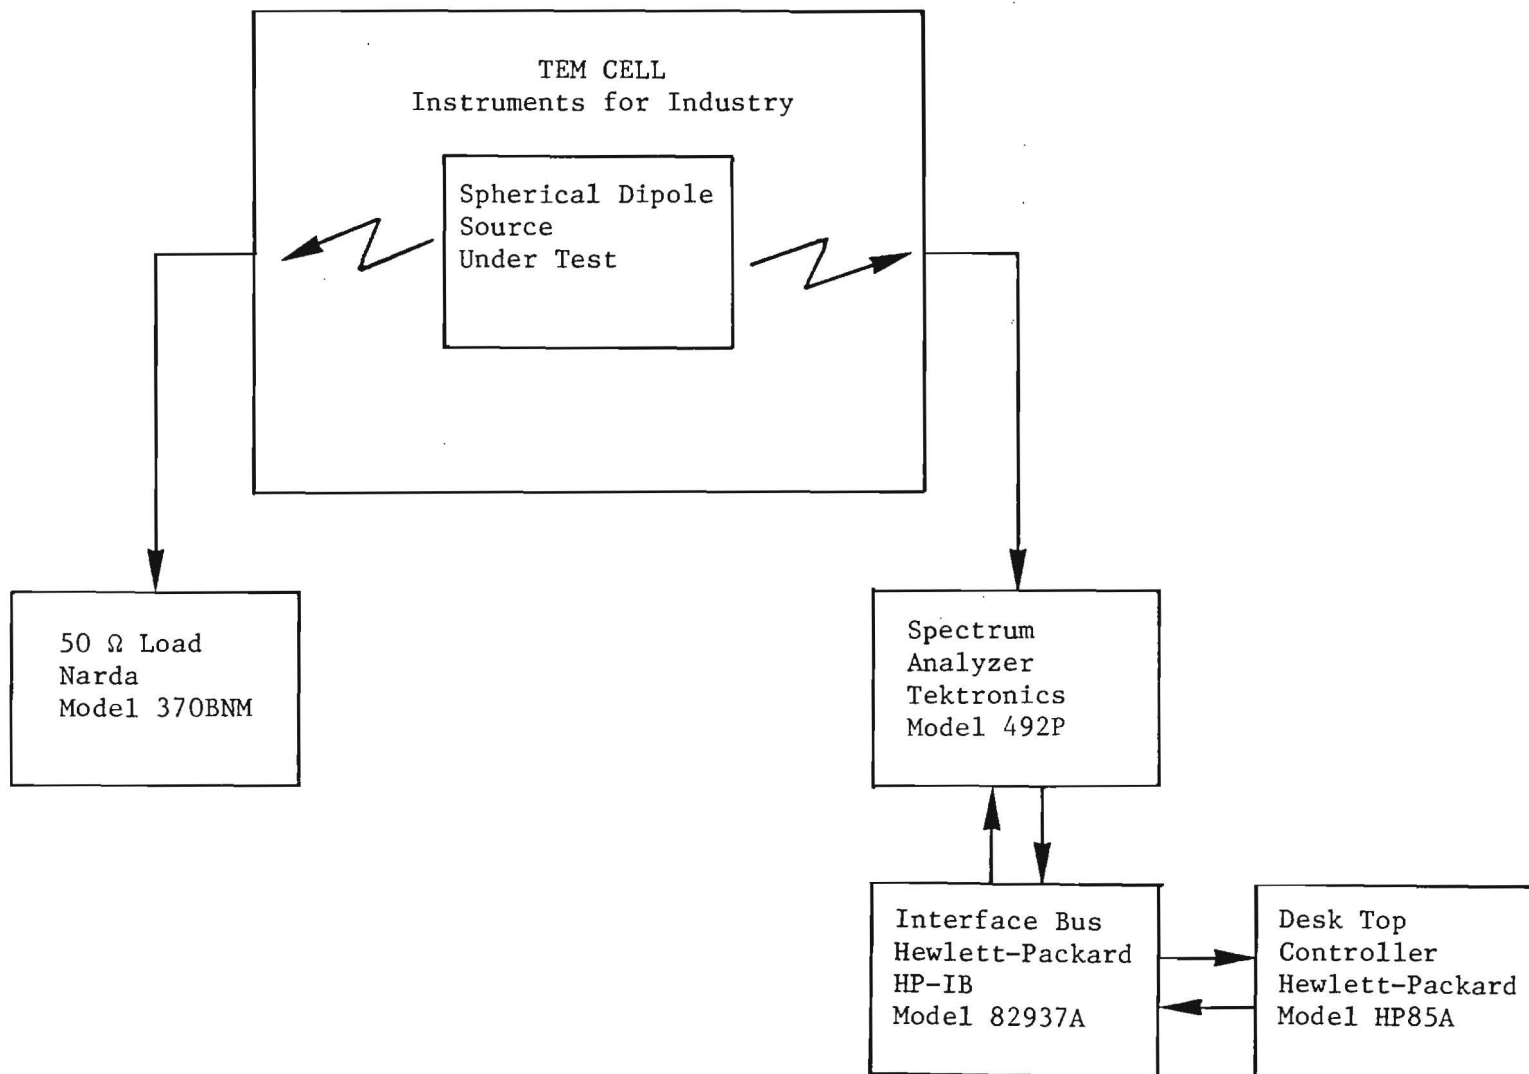 TEM CELL
Instruments for Industry
Spherical Dipole
Source
Under Test
50 Ω Load
Narda
Model 370BNM
Spectrum
Analyzer
Tektronics
Model 492P
Interface Bus
Hewlett-Packard
HP-IB
Model 82937A
Desk Top
Controller
Hewlett-Packard
Model HP85A